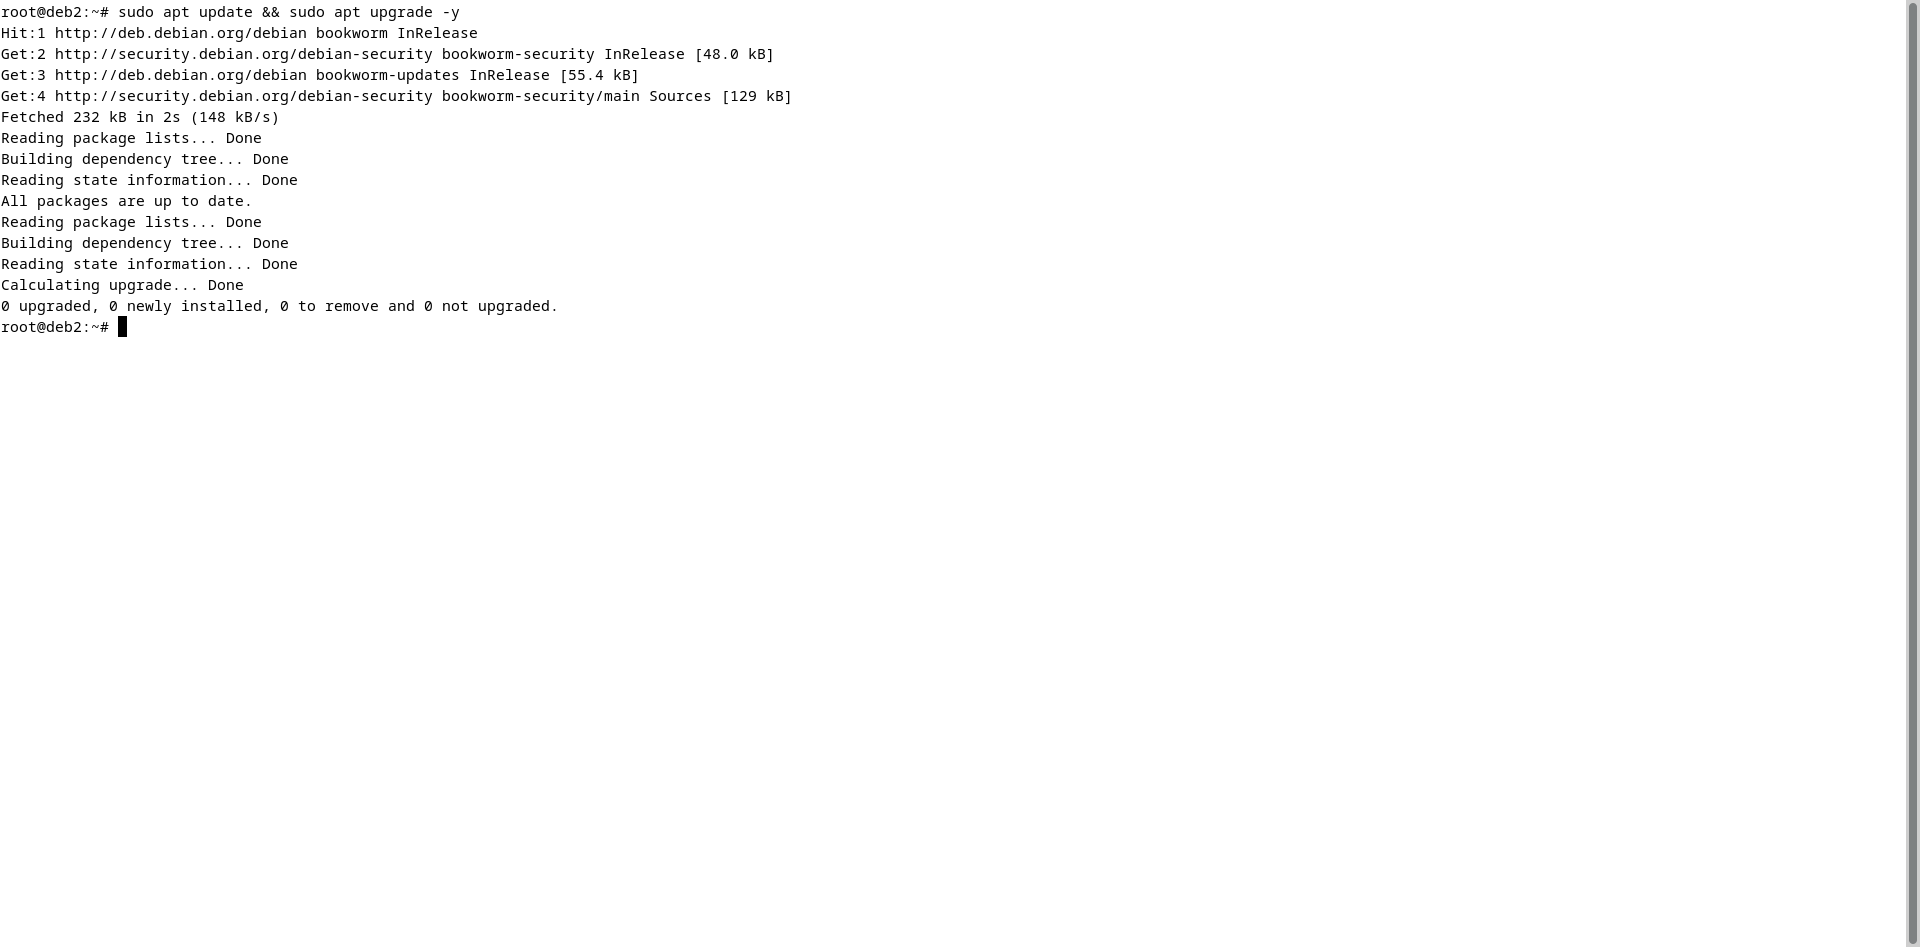 root@deb2:~# sudo apt update && sudo apt upgrade -y
Hit:1 http://deb.debian.org/debian bookworm InRelease
Get:2 http://security.debian.org/debian-security bookworm-security InRelease [48.0 kB]
Get:3 http://deb.debian.org/debian bookworm-updates InRelease [55.4 kB]
Get:4 http://security.debian.org/debian-security bookworm-security/main Sources [129 kB]
Fetched 232 kB in 2s (148 kB/s)
Reading package lists... Done
Building dependency tree... Done
Reading state information... Done
All packages are up to date.
Reading package lists... Done
Building dependency tree... Done
Reading state information... Done
Calculating upgrade... Done
0 upgraded, 0 newly installed, 0 to remove and 0 not upgraded.
root@deb2:~#